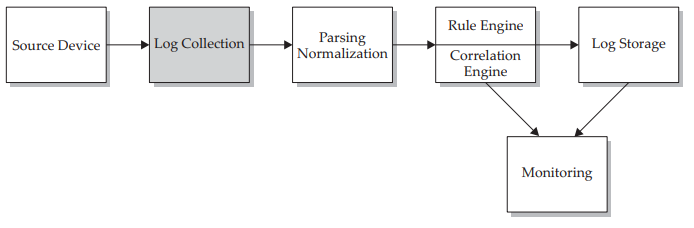 Source Device
Log Collection
Parsing
Normalization
Rule Engine
Correlation
Engine
Log Storage
Monitoring